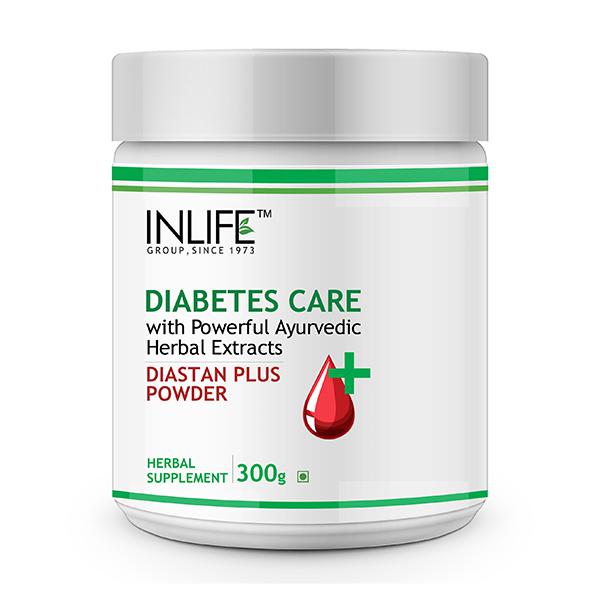 INLIFE™
GROUP, SINCE 1973
DIABETES CARE
with Powerful Ayurvedic
Herbal Extracts
DIASTAN PLUS
POWDER
HERBAL
SUPPLEMENT 300g